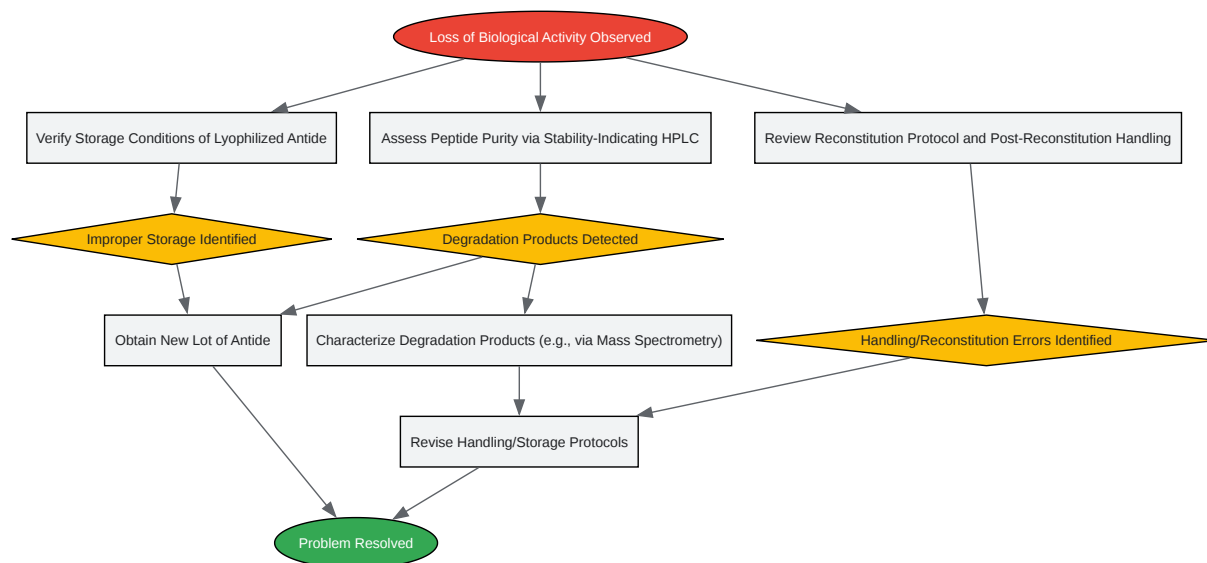 Loss of Biological Activity Observed
Verify Storage Conditions of Lyophilized Antide
Assess Peptide Purity via Stability-Indicating HPLC
Review Reconstitution Protocol and Post-Reconstitution Handling
Improper Storage Identified
Degradation Products Detected
Obtain New Lot of Antide
Characterize Degradation Products (e.g., via Mass Spectrometry)
Handling/Reconstitution Errors Identified
Revise Handling/Storage Protocols
Problem Resolved